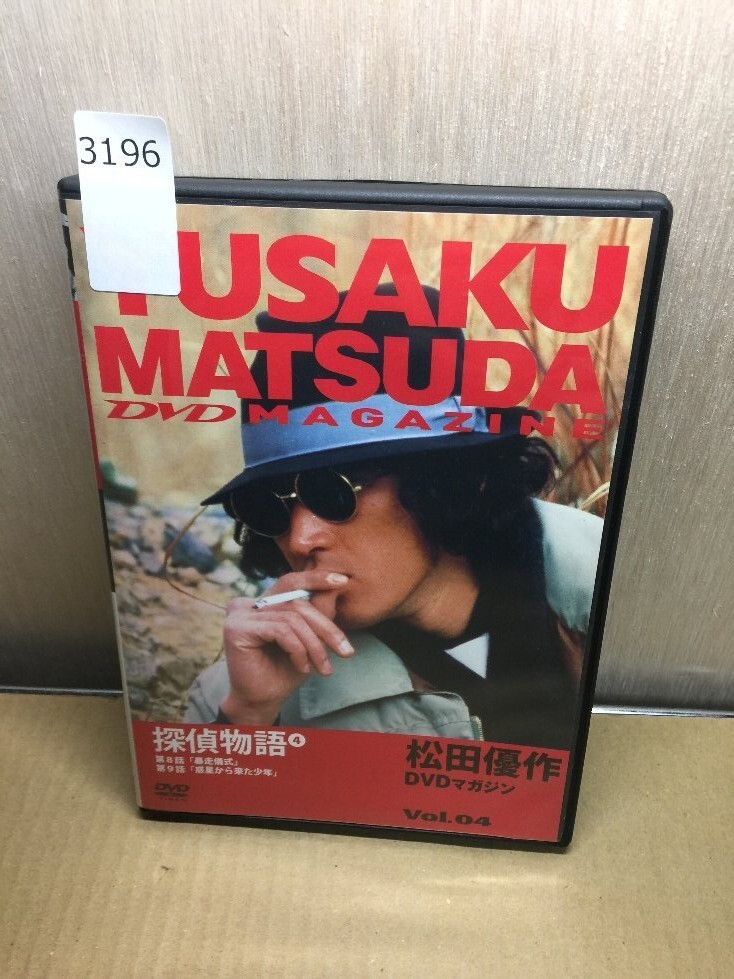 3196
YUSAKU
MATSUDA
DVD MAGAZINE
探偵物語4
第8話「暴走儀式」
第9話「惑星から来た少年」
松田優作
DVDマガジン
DVD
VIDEO
Vol.04